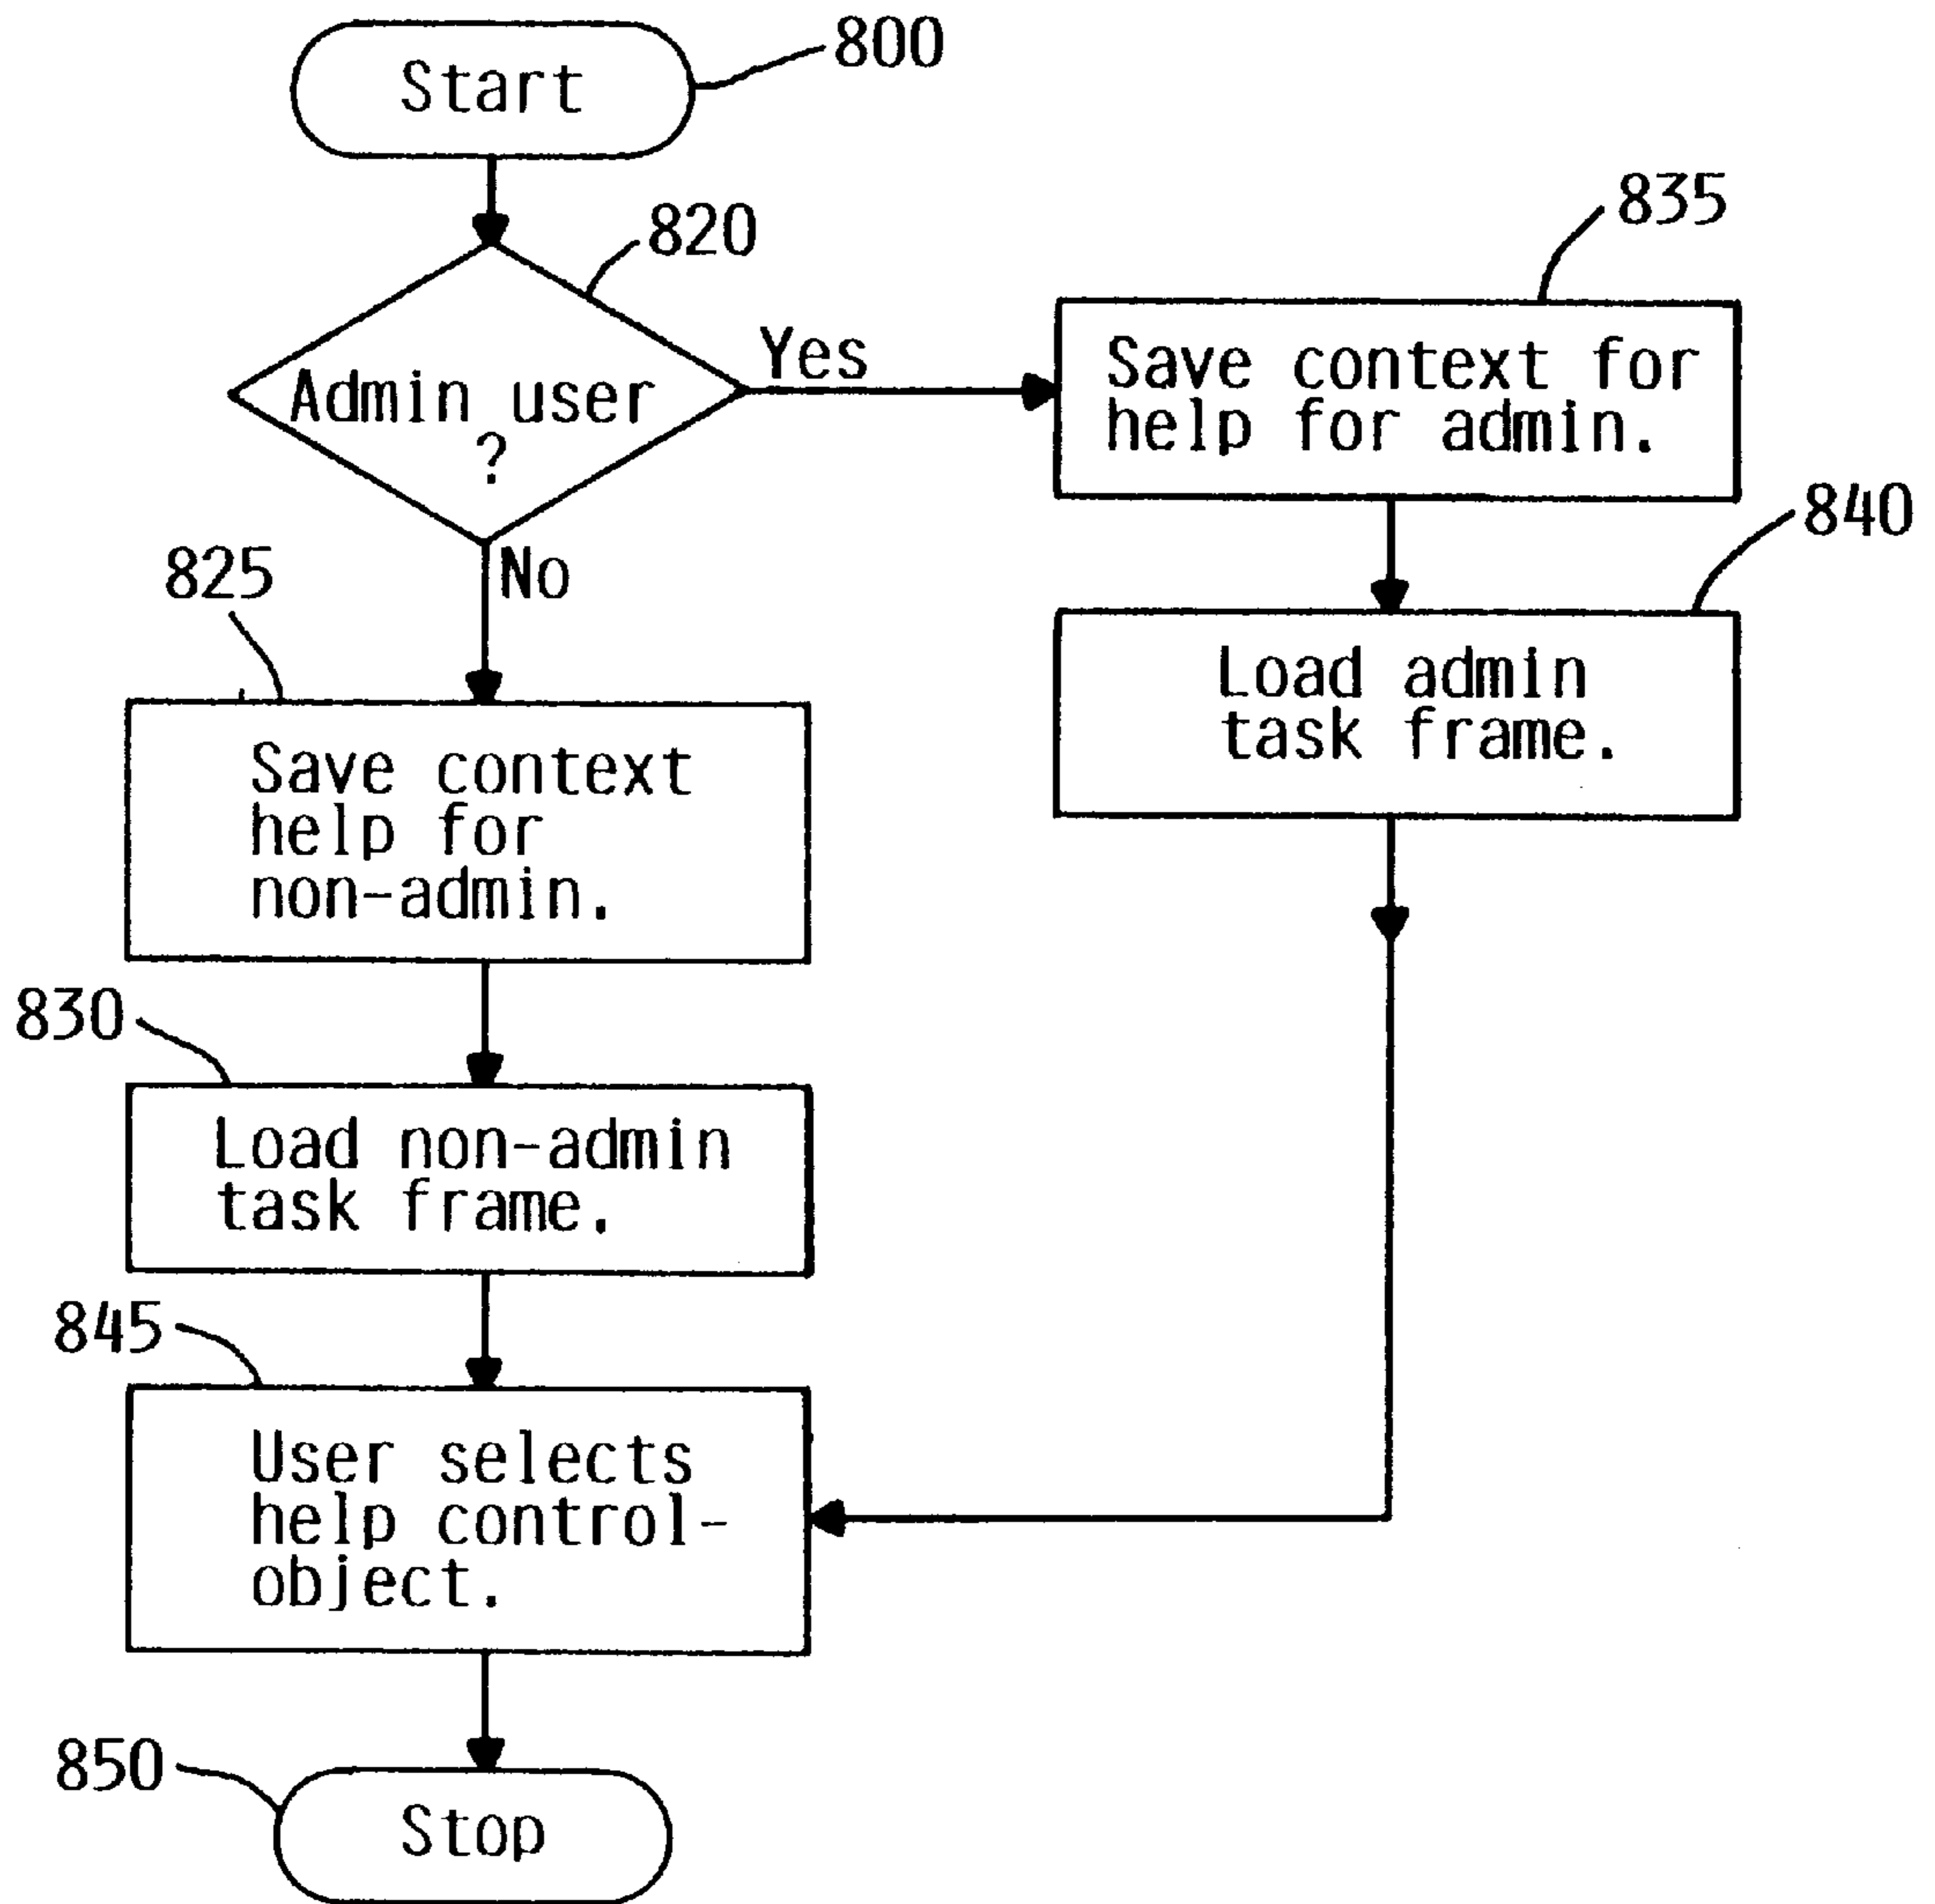 Start
800
820
Admin user
?
Yes
No
835
Save context for
help for admin.
840
Load admin
task frame.
825
Save context
help for
non-admin.
830
Load non-admin
task frame.
845
User selects
help control-
object.
850
Stop